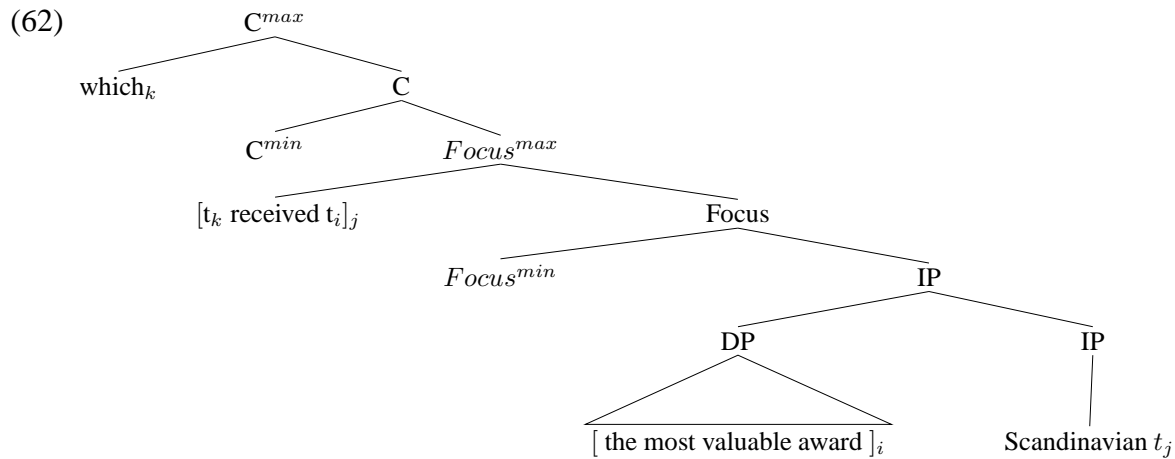 (62)
C^max
which_k C
C^min Focus^max
[t_k received t_i]_j Focus
Focus^min IP
DP IP
[ the most valuable award ]_i Scandinavian t_j